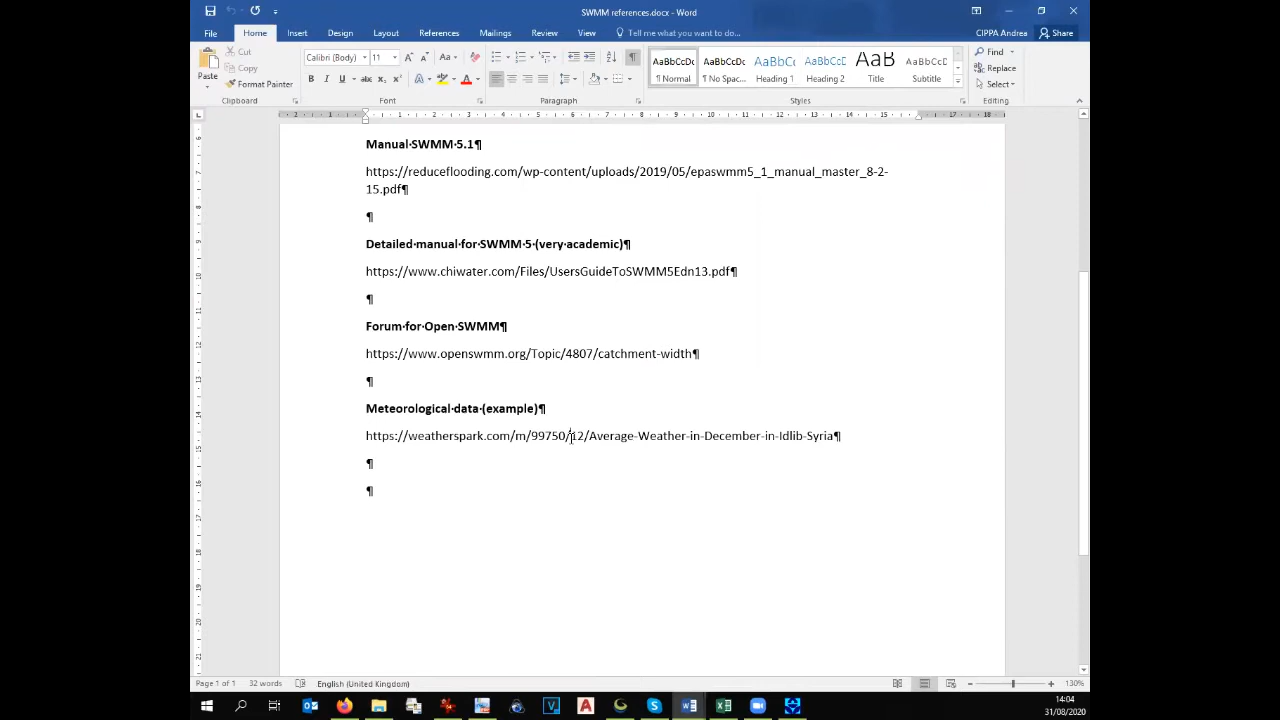 SWMM references.docx - Word
File Home Insert Design Layout References Mailings Review View Tell me what you want to do... CIPPA Andrea Share
Paste Cut Copy Format Painter
Calibri (Body) 11
AaBbCcDc AaBbCcDc AaBbCc AaBbCcD AaB AaBbCcD
¶ Normal ¶ No Spac... Heading 1 Heading 2 Title Subtitle
Find Replace Select
Clipboard Font Paragraph Styles Editing
Manual·SWMM·5.1¶
https://reduceflooding.com/wp-content/uploads/2019/05/epaswmm5_1_manual_master_8-2-
15.pdf¶
¶
Detailed·manual·for·SWMM·5·(very·academic)¶
https://www.chiwater.com/Files/UsersGuideToSWMM5Edn13.pdf¶
¶
Forum·for·Open·SWMM¶
https://www.openswmm.org/Topic/4807/catchment-width¶
¶
Meteorological·data·(example)¶
https://weatherspark.com/m/99750/12/Average-Weather-in-December-in-Idlib-Syria¶
¶
¶
Page 1 of 1 32 words English (United Kingdom) 130%
14:04
31/08/2020